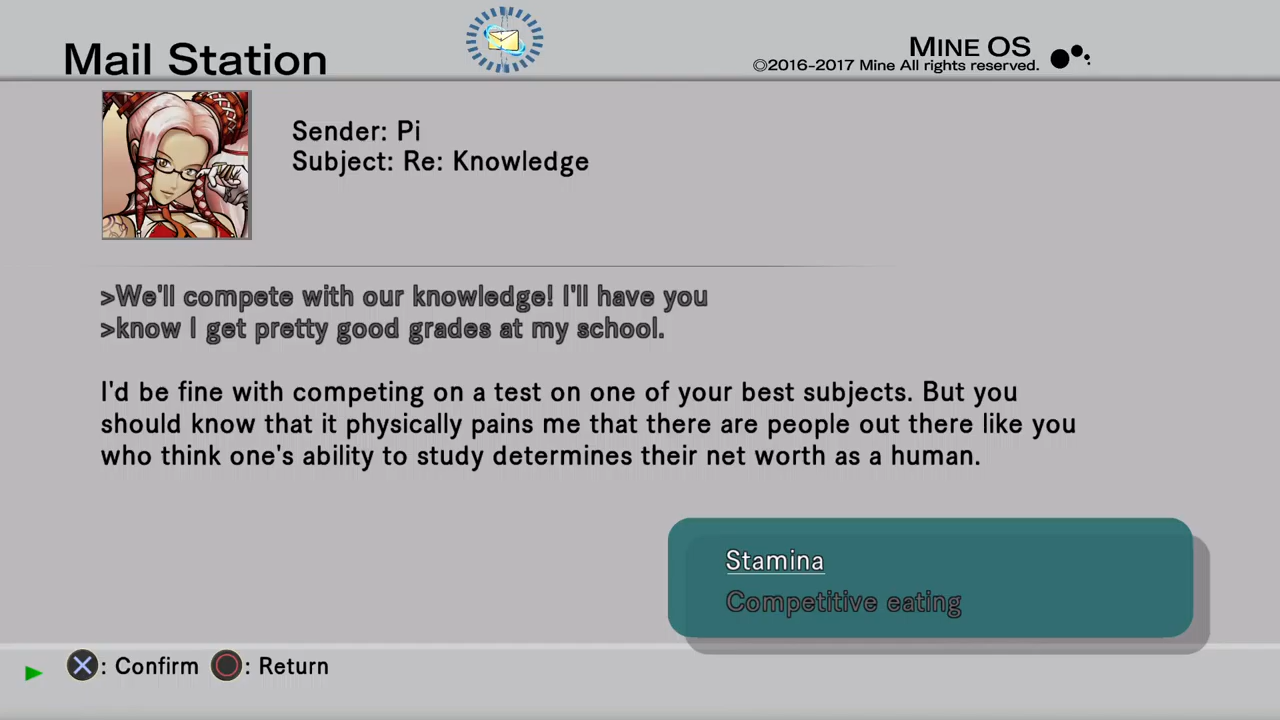 Mail Station
MINE OS
©2016-2017 Mine All rights reserved.
Sender: Pi
Subject: Re: Knowledge
>We'll compete with our knowledge! I'll have you
>know I get pretty good grades at my school.
I'd be fine with competing on a test on one of your best subjects. But you
should know that it physically pains me that there are people out there like you
who think one's ability to study determines their net worth as a human.
Stamina
Competitive eating
: Confirm : Return